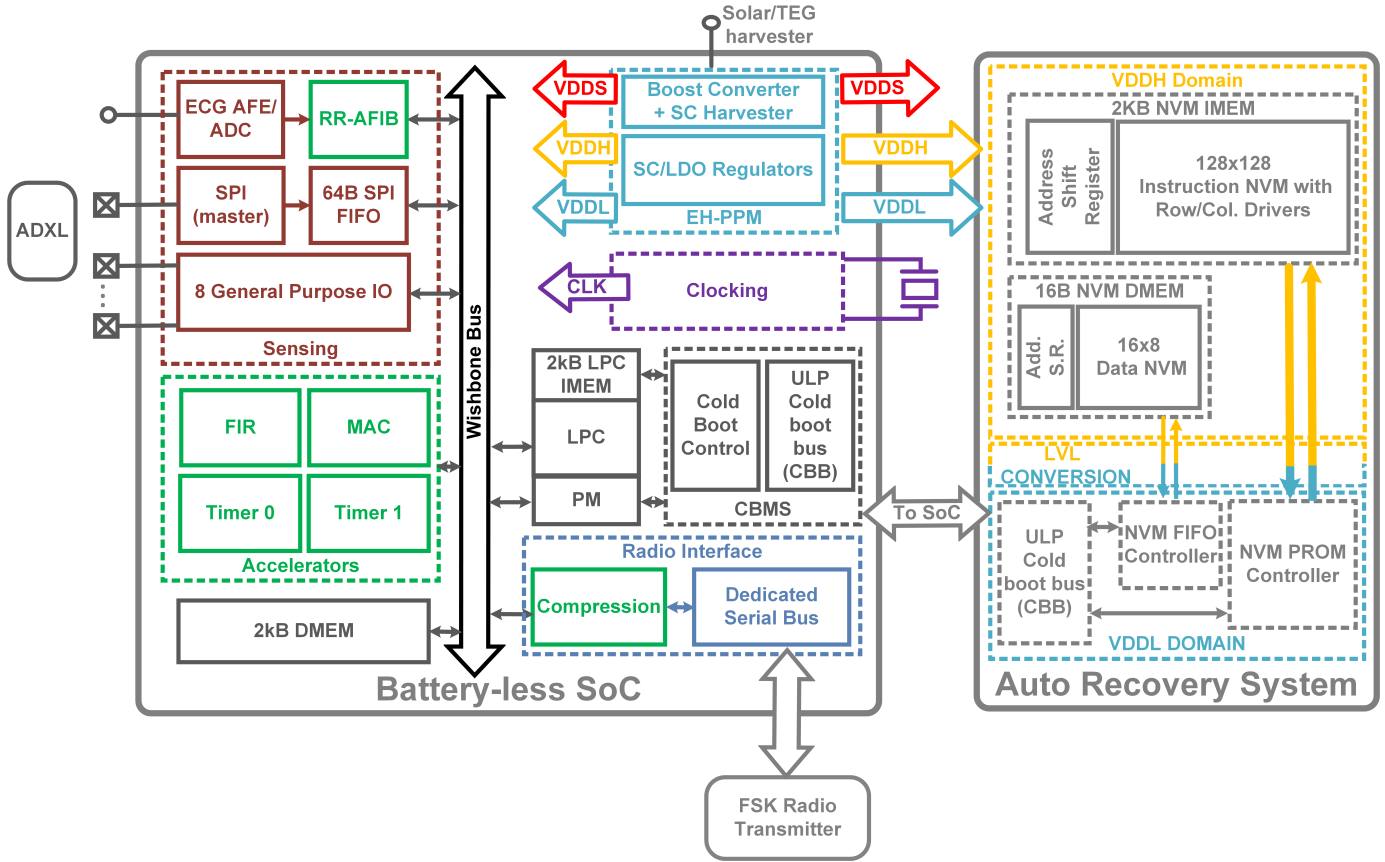 Solar/TEG
harvester
ECG AFE/
ADC
RR-AFIB
SPI
(master)
64B SPI
FIFO
8 General Purpose IO
Sensing
ADXL
FIR
MAC
Timer 0
Timer 1
Accelerators
2kB DMEM
Wishbone Bus
VDDS
VDDH
VDDL
Boost Converter
+ SC Harvester
SC/LDO Regulators
EH-PPM
VDDS
VDDH
VDDL
CLK
Clocking
2kB LPC
IMEM
LPC
PM
Cold
Boot
Control
ULP
Cold
boot
bus
(CBB)
CBMS
To SoC
Radio Interface
Compression
Dedicated
Serial Bus
Battery-less SoC
FSK Radio
Transmitter
VDDH Domain
2KB NVM IMEM
Address
Shift
Register
128x128
Instruction NVM with
Row/Col. Drivers
16B NVM DMEM
Add.
S.R.
16x8
Data NVM
LVL
CONVERSION
ULP
Cold
boot bus
(CBB)
NVM FIFO
Controller
NVM PROM
Controller
VDDL DOMAIN
Auto Recovery System